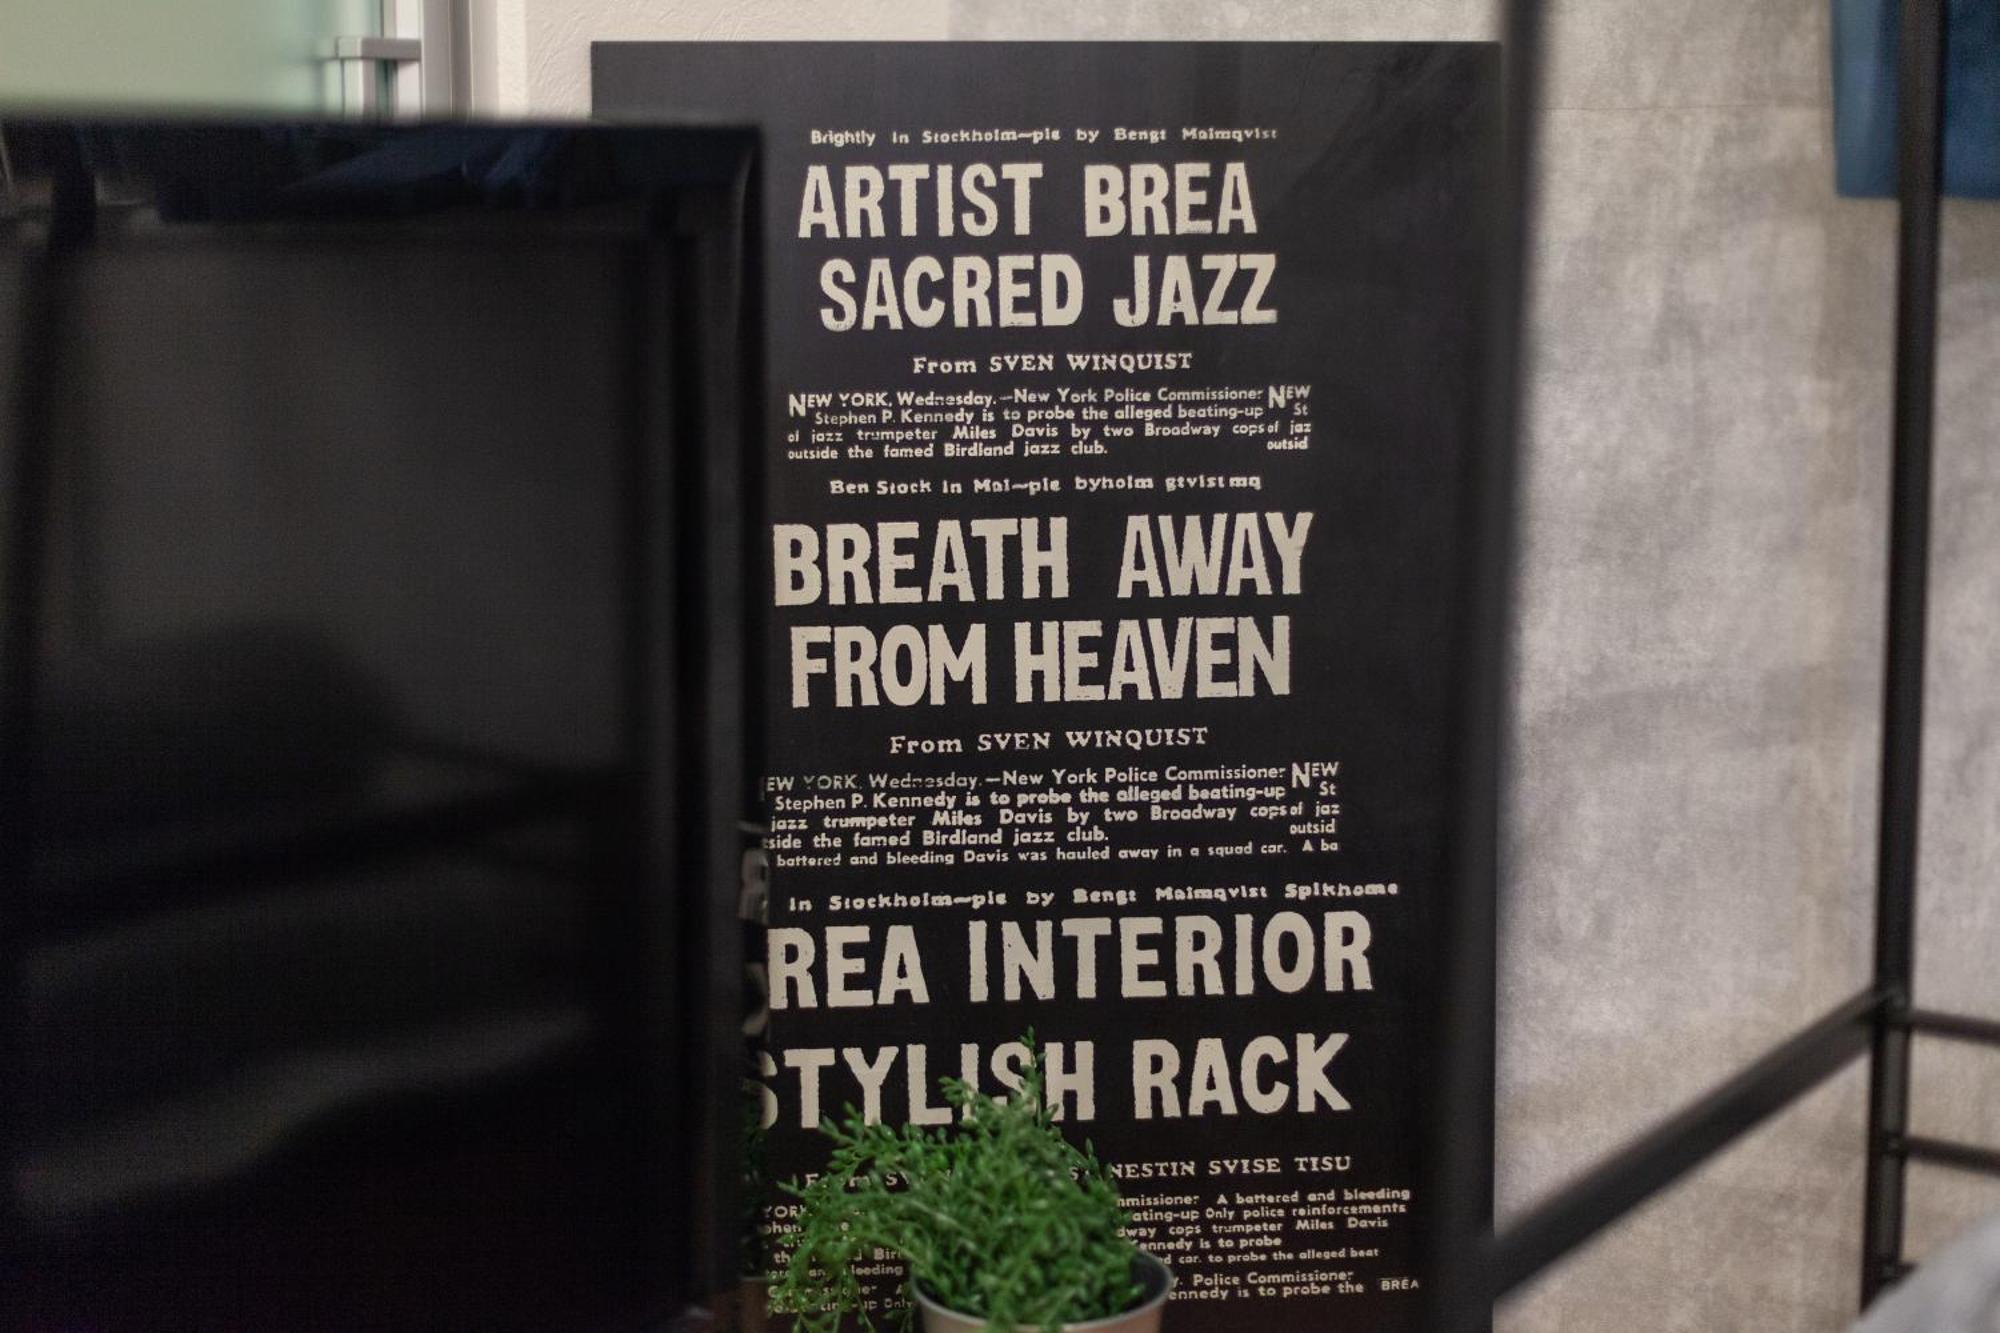 Brightly in Stockholm—pie by Bengt Malmqvist
ARTIST BREA
SACRED JAZZ
From SVEN WINQUIST
NEW YORK, Wednesday.—New York Police Commissioner NEW
Stephen P. Kennedy is to probe the alleged beating-up St
of jazz trumpeter Miles Davis by two Broadway cops of jaz
outside the famed Birdland jazz club. outsid
Ben Stock in Mal—pie byholm gtvist mq
BREATH AWAY
FROM HEAVEN
From SVEN WINQUIST
EW YORK, Wednesday.—New York Police Commissioner NEW
Stephen P. Kennedy is to probe the alleged beating-up St
jazz trumpeter Miles Davis by two Broadway cops of jaz
side the famed Birdland jazz club. outsid
battered and bleeding Davis was hauled away in a squad car. A ba
in Stockholm—pie by Bengt Malmqvist Spikhome
REA INTERIOR
STYLISH RACK
NESTIN SVISE TISU
mmissioner A battered and bleeding
ating-up Only police reinforcements
dway cops trumpeter Miles Davis
ennedy is to probe
d car. to probe the alleged beat
y. Police Commissioner
ennedy is to probe the BREA